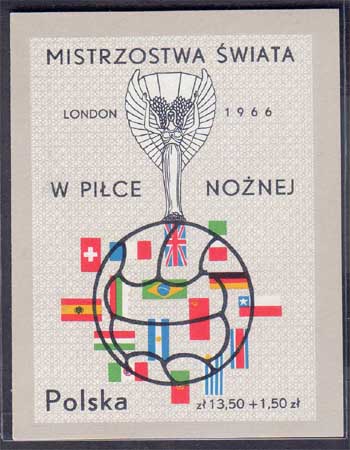 MISTRZOSTWA ŚWIATA
LONDON 1966
W PIŁCE NOŻNEJ
Polska
zł 13,50 + 1,50 zł